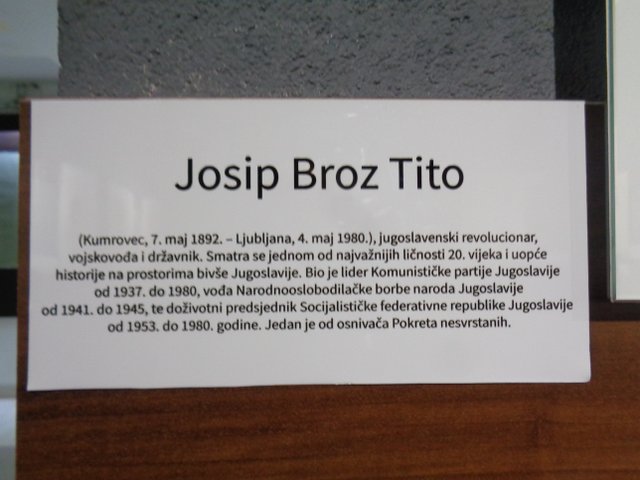 Josip Broz Tito
(Kumrovec, 7. maj 1892. – Ljubljana, 4. maj 1980.), jugoslavenski revolucionar,
vojskovođa i državnik. Smatra se jednom od najvažnijih ličnosti 20. vijeka i uopće
historije na prostorima bivše Jugoslavije. Bio je lider Komunističke partije Jugoslavije
od 1937. do 1980, vođa Narodnooslobodilačke borbe naroda Jugoslavije
od 1941. do 1945, te doživotni predsjednik Socijalističke federativne republike Jugoslavije
od 1953. do 1980. godine. Jedan je od osnivača Pokreta nesvrstanih.